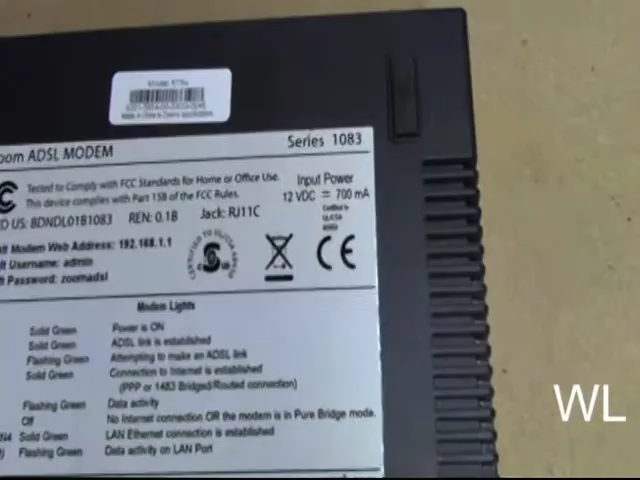 Series 1083
oom ADSL MODEM
Tested to Comply with FCC Standards for Home or Office Use.
This device complies with Part 15B of the FCC Rules.
Input Power
12 VDC = 700 mA
D US: BDNDL01B1083 REN: 0.1B Jack: RJ11C
lt Modem Web Address: 192.168.1.1
lt Username: admin
lt Password: zoomadsl
CE
Modem Lights
Solid Green Power is ON
Solid Green ADSL link is established
Flashing Green Attempting to make an ADSL link
Solid Green Connection to Internet is established
(PPP or 1483 Bridged/Routed connection)
Flashing Green Data activity
Off No Internet connection OR the modem is in Pure Bridge mode.
Solid Green LAN Ethernet connection is established
Flashing Green Data activity on LAN Port
WL